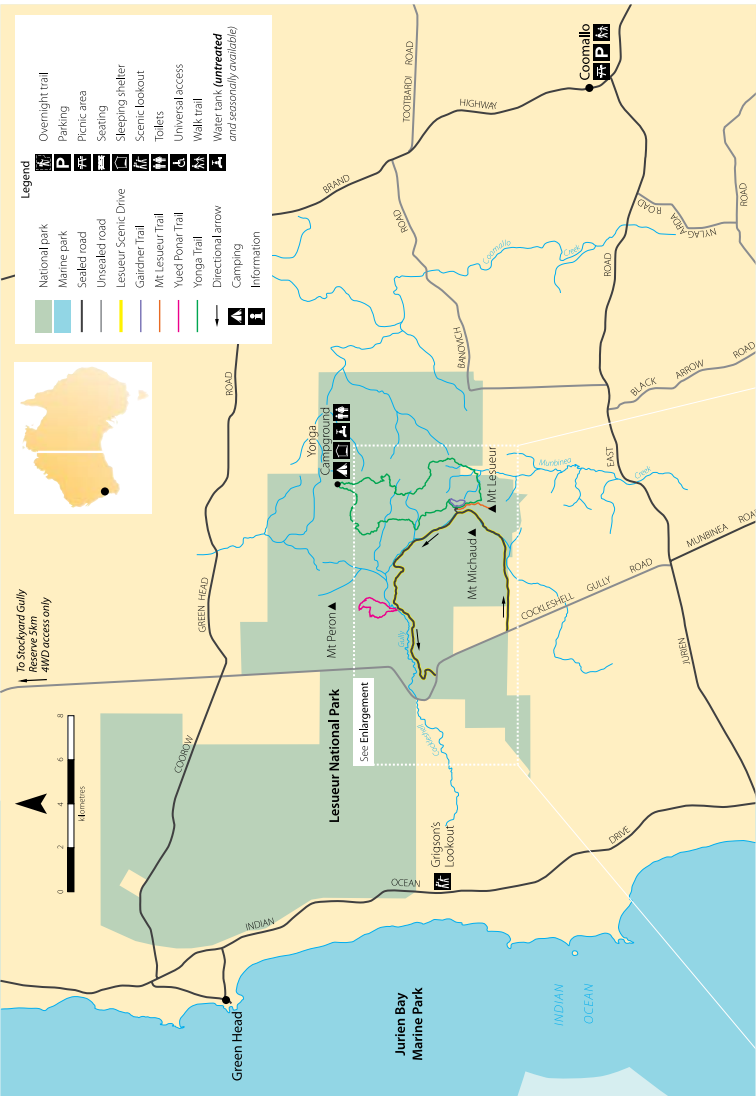 Legend
National park
Marine park
Sealed road
Unsealed road
Lesueur Scenic Drive
Gairdner Trail
Mt Lesueur Trail
Yued Ponar Trail
Yonga Trail
Directional arrow
Camping
Information
Overnight trail
P Parking
Picnic area
Seating
Sleeping shelter
Scenic lookout
Toilets
Universal access
Walk trail
Water tank (untreated
and seasonally available)
To Stockyard Gully
Reserve 5km
4WD access only
0 2 4 6 8
kilometres
COOROW
GREEN HEAD
ROAD
BRAND
HIGHWAY
TOOTBARDI ROAD
Coomallo
P
Green Head
INDIAN
OCEAN
DRIVE
Lesueur National Park
Mt Peron
Yonga
Campground
See Enlargement
Gully
Cockleshell
Grigson's
Lookout
Mt Michaud
Mt Lesueur
COCKLESHELL GULLY ROAD
BANOVICH
ROAD
Coomallo
Creek
Munbinea
Creek
JURIEN
EAST
ROAD
MUNBINEA ROA
BLACK ARROW ROAD
NYLAGARDA
ROAD
ROAD
Jurien Bay
Marine Park
INDIAN
OCEAN